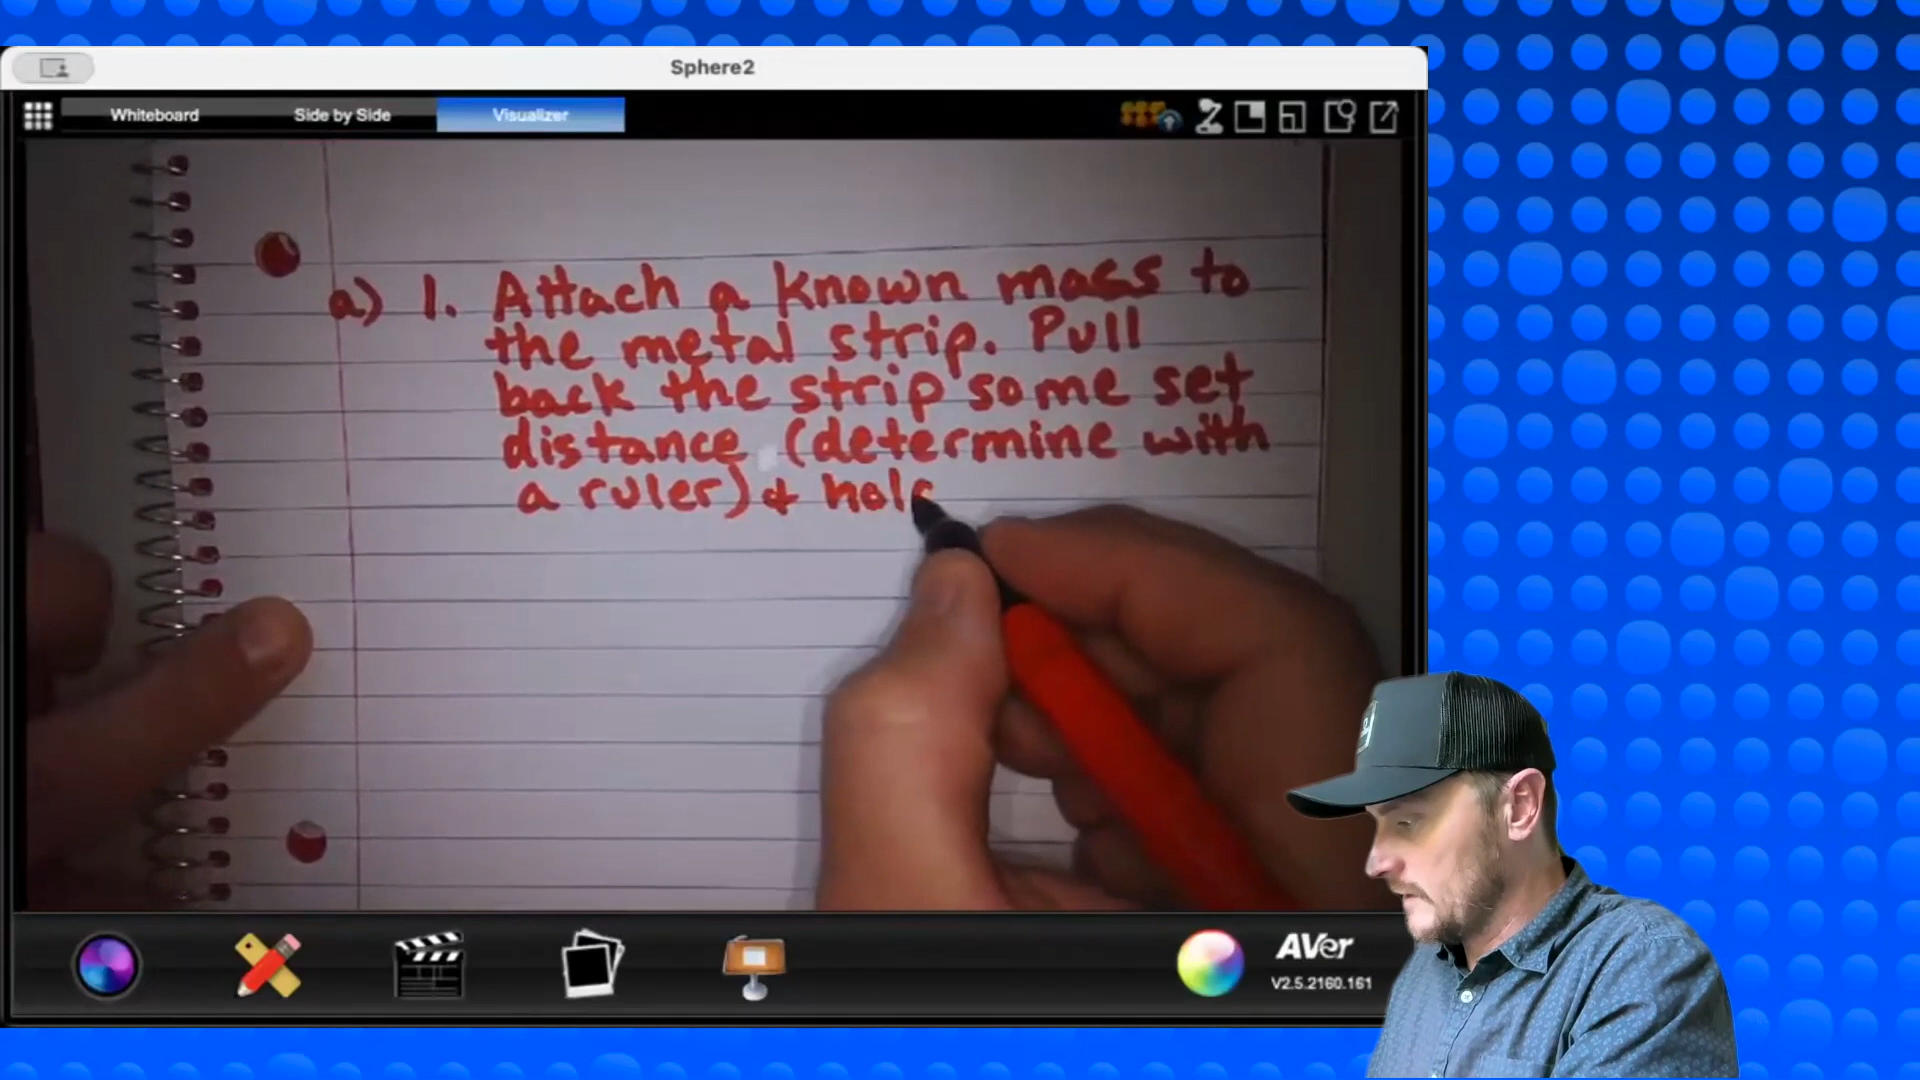 Sphere2
Whiteboard Side by Side Visualizer
a) 1. Attach a known mass to
the metal strip. Pull
back the strip some set
distance (determine with
a ruler) & hold
AVer
V2.5.2160.161